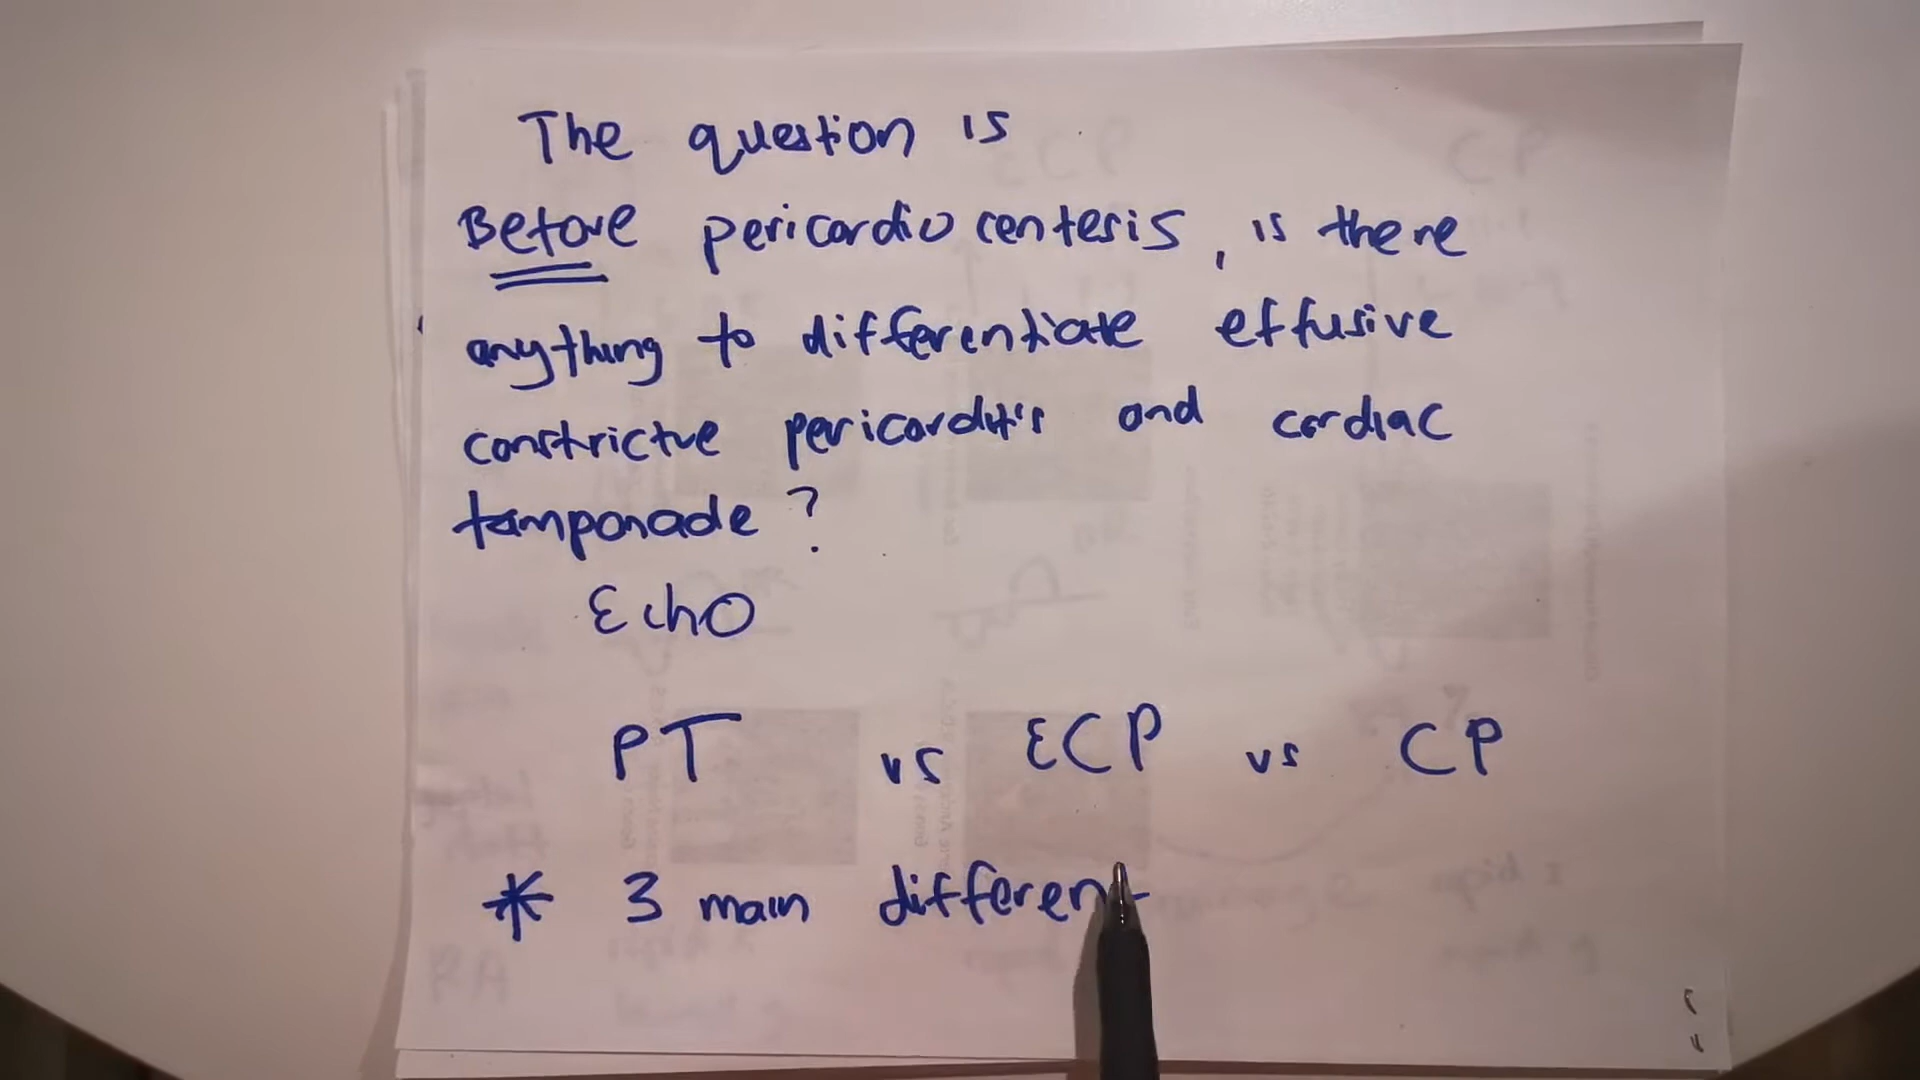 The question is
Before pericardiocentesis, is there
anything to differentiate effusive
constrictive pericarditis and cardiac
tamponade?
Echo
PT vs ECP vs CP
* 3 main different